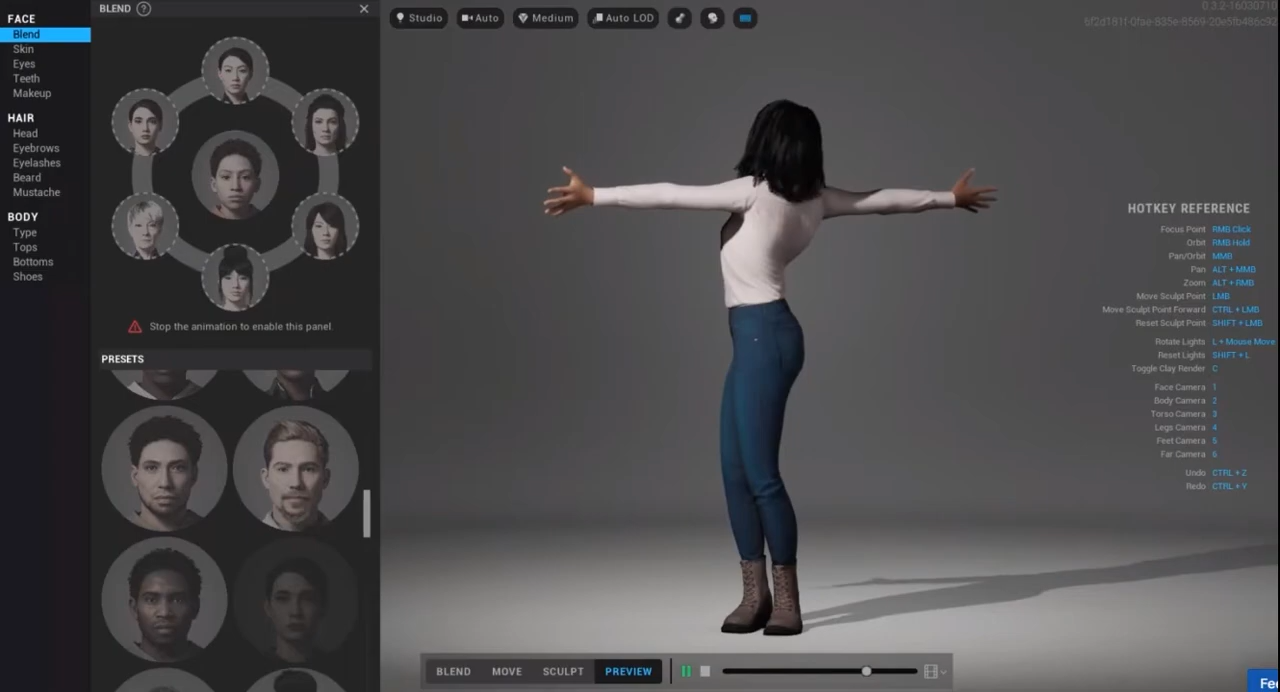 FACE
Blend
Skin
Eyes
Teeth
Makeup
HAIR
Head
Eyebrows
Eyelashes
Beard
Mustache
BODY
Type
Tops
Bottoms
Shoes
BLEND ?
Stop the animation to enable this panel.
PRESETS
Studio Auto Medium Auto LOD
HOTKEY REFERENCE
Focus Point RMB Click
Orbit RMB Hold
Pan/Orbit MMB
Pan ALT + MMB
Zoom ALT + RMB
Move Sculpt Point LMB
Move Sculpt Point Forward CTRL + LMB
Reset Sculpt Point SHIFT + LMB
Rotate Lights L + Mouse Move
Reset Lights SHIFT + L
Toggle Clay Render C
Face Camera 1
Body Camera 2
Torso Camera 3
Legs Camera 4
Feet Camera 5
Far Camera 6
Undo CTRL + Z
Redo CTRL + Y
BLEND MOVE SCULPT PREVIEW